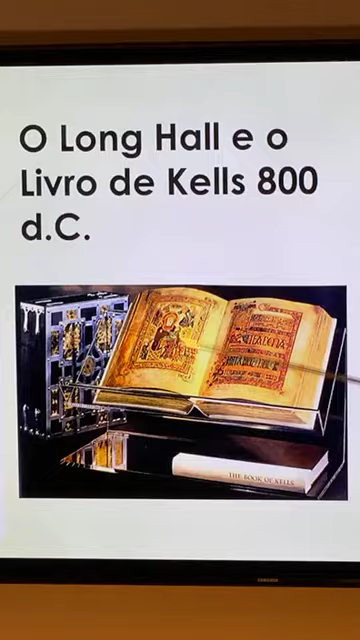 O Long Hall e o
Livro de Kells 800
d.C.
THE BOOK OF KELLS